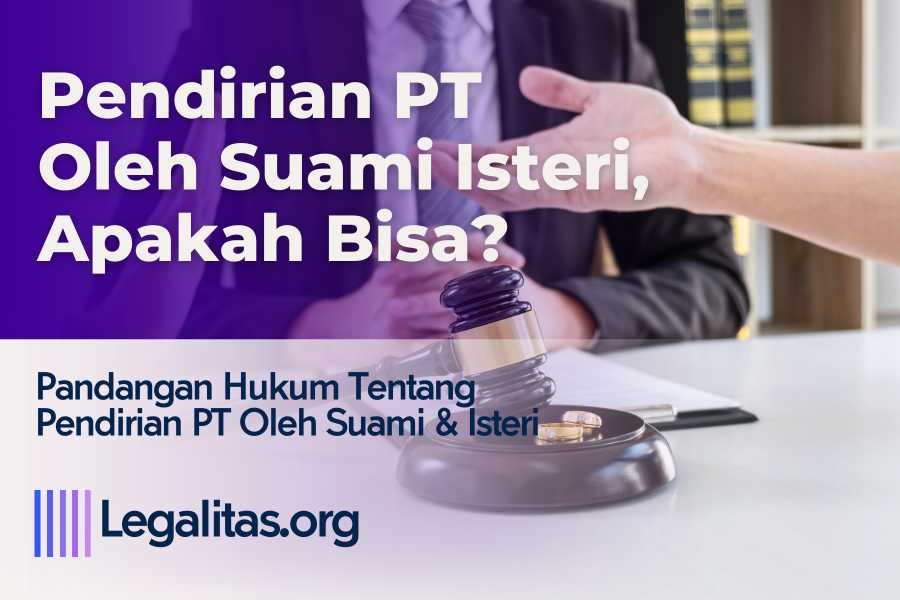 Pendirian PT
Oleh Suami Isteri,
Apakah Bisa?
Pandangan Hukum Tentang
Pendirian PT Oleh Suami & Isteri
Legalitas.org